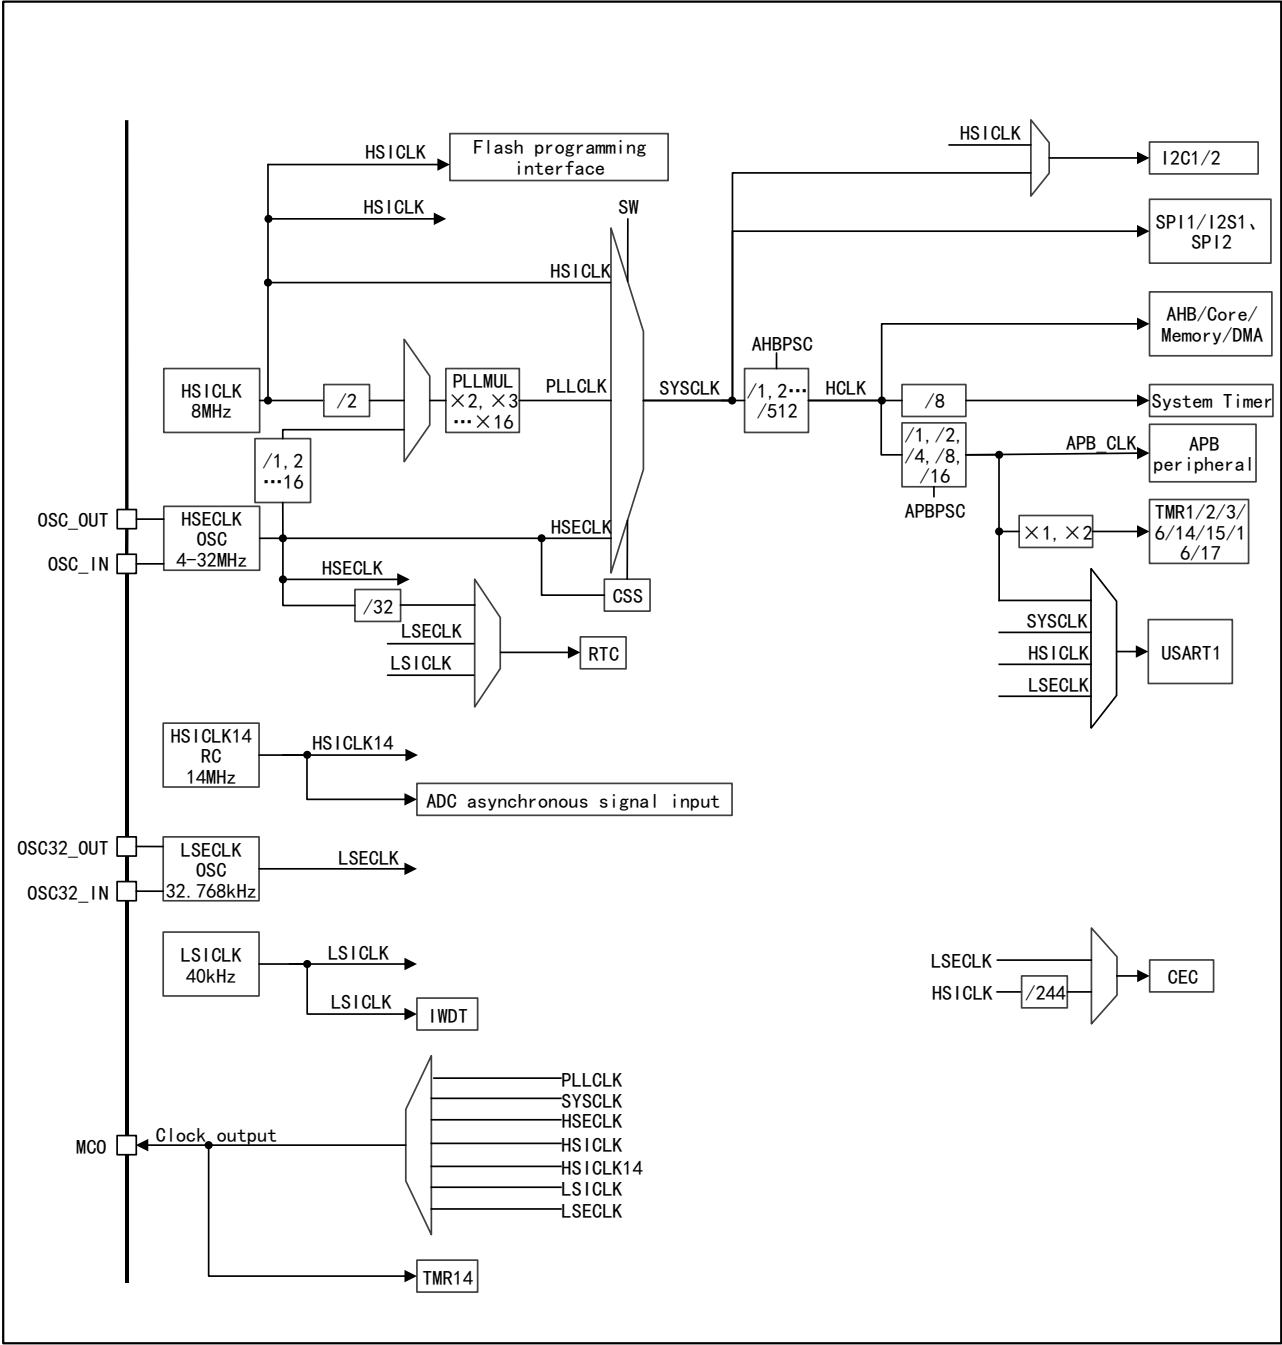 HSICLK
Flash programming
interface
HSICLK
HSICLK
I2C1/2
HSICLK
SW
SPI1/I2S1、
SPI2
HSICLK
AHB/Core/
Memory/DMA
HSICLK
8MHz
/2
PLLMUL
×2, ×3
…×16
PLLCLK
SYSCLK
AHBPSC
/1, 2…
/512
HCLK
/8
System Timer
/1, 2
…16
/1, /2,
/4, /8,
/16
APBPSC
APB_CLK
APB
peripheral
OSC_OUT
OSC_IN
HSECLK
OSC
4-32MHz
HSECLK
×1, ×2
TMR1/2/3/
6/14/15/1
6/17
HSECLK
/32
CSS
LSECLK
LSICLK
RTC
SYSCLK
HSICLK
LSECLK
USART1
HSICLK14
RC
14MHz
HSICLK14
ADC asynchronous signal input
OSC32_OUT
OSC32_IN
LSECLK
OSC
32.768kHz
LSECLK
LSICLK
40kHz
LSICLK
LSICLK
IWDT
LSECLK
HSICLK
/244
CEC
MCO
Clock output
PLLCLK
SYSCLK
HSECLK
HSICLK
HSICLK14
LSICLK
LSECLK
TMR14